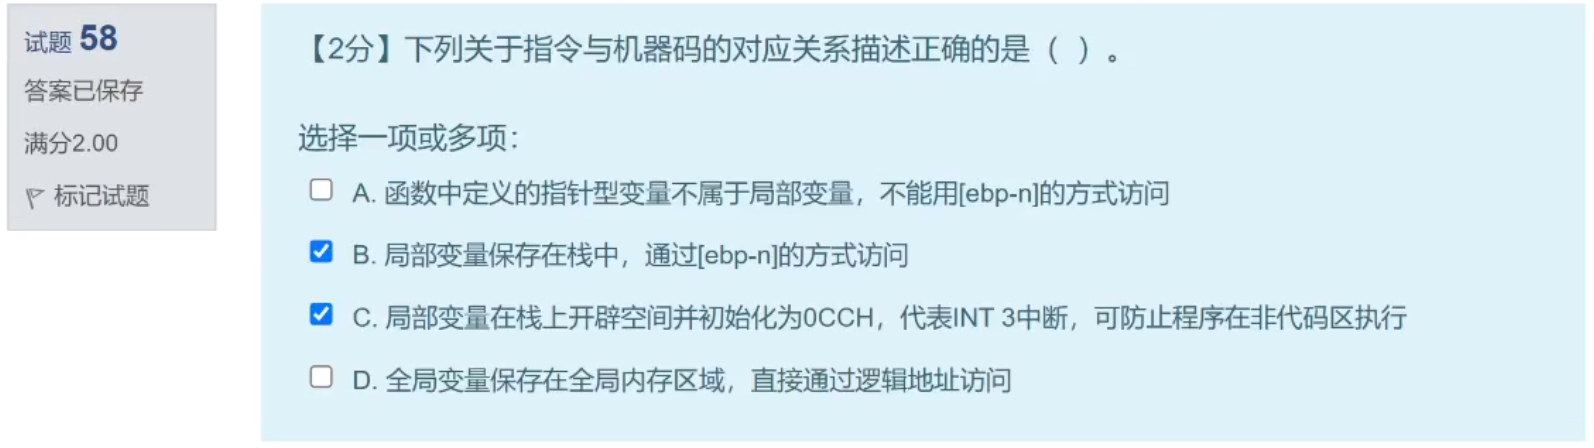 试题 58
答案已保存
满分2.00
标记试题
【2分】下列关于指令与机器码的对应关系描述正确的是（ ）。
选择一项或多项：
A. 函数中定义的指针型变量不属于局部变量，不能用[ebp-n]的方式访问
B. 局部变量保存在栈中，通过[ebp-n]的方式访问
C. 局部变量在栈上开辟空间并初始化为0CCH，代表INT 3中断，可防止程序在非代码区执行
D. 全局变量保存在全局内存区域，直接通过逻辑地址访问